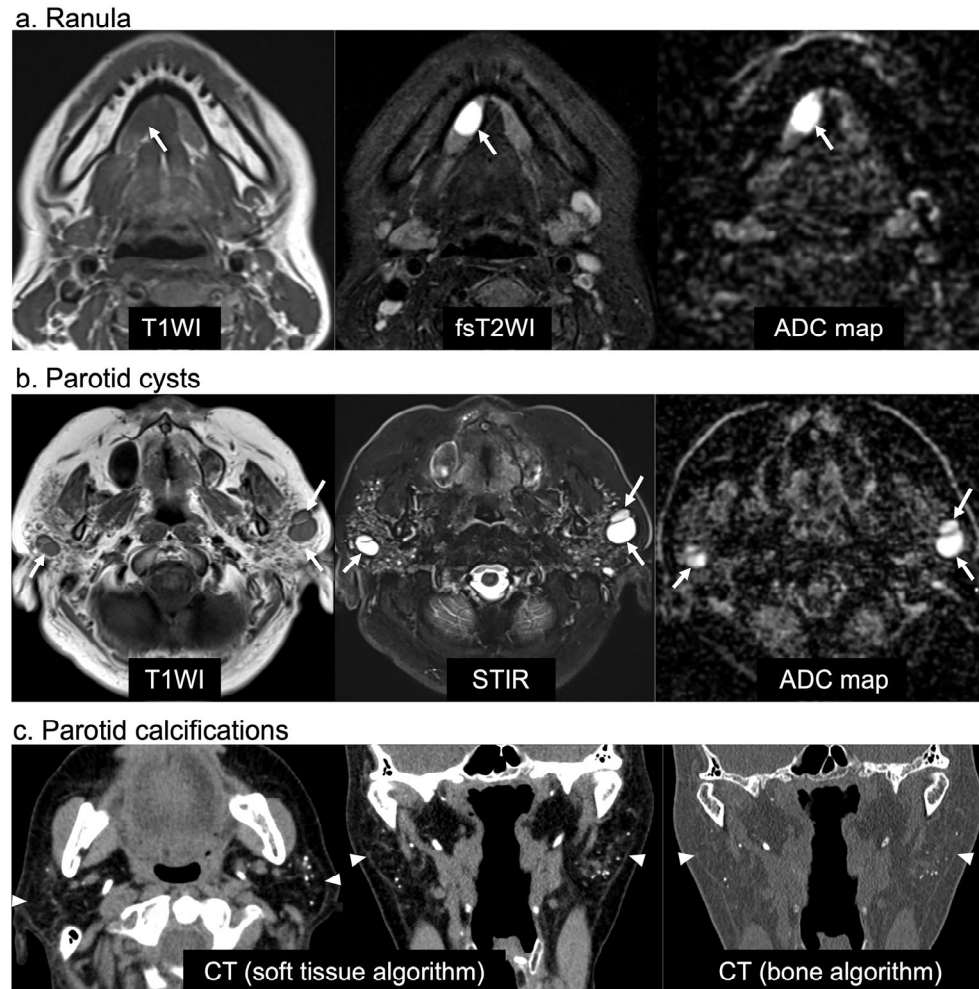 a. Ranula
T1WI
fsT2WI
ADC map
b. Parotid cysts
T1WI
STIR
ADC map
c. Parotid calcifications
CT (soft tissue algorithm)
CT (bone algorithm)